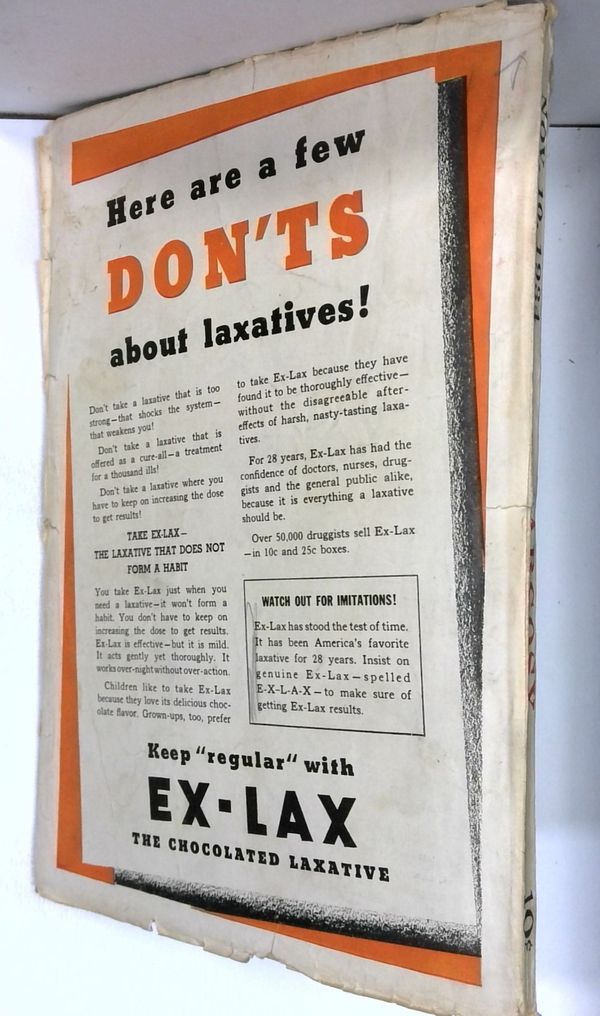 Here are a few
DON'TS
about laxatives!
Don't take a laxative that is too
strong—that shocks the system—
that weakens you!
Don't take a laxative that is
offered as a cure-all—a treatment
for a thousand ills!
Don't take a laxative where you
have to keep on increasing the dose
to get results!
TAKE EX-LAX—
THE LAXATIVE THAT DOES NOT
FORM A HABIT
You take Ex-Lax just when you
need a laxative—it won't form a
habit. You don't have to keep on
increasing the dose to get results.
Ex-Lax is effective—but it is mild.
It acts gently yet thoroughly. It
works over-night without over-action.
Children like to take Ex-Lax
because they love its delicious choc-
olate flavor. Grown-ups, too, prefer
to take Ex-Lax because they have
found it to be thoroughly effective—
without the disagreeable after-
effects of harsh, nasty-tasting laxa-
tives.
For 28 years, Ex-Lax has had the
confidence of doctors, nurses, drug-
gists and the general public alike,
because it is everything a laxative
should be.
Over 50,000 druggists sell Ex-Lax
—in 10c and 25c boxes.
WATCH OUT FOR IMITATIONS!
Ex-Lax has stood the test of time.
It has been America's favorite
laxative for 28 years. Insist on
genuine Ex-Lax—spelled
E-X-L-A-X—to make sure of
getting Ex-Lax results.
Keep "regular" with
EX-LAX
THE CHOCOLATED LAXATIVE
NOV. 10, 1934
ARGOSY
10¢